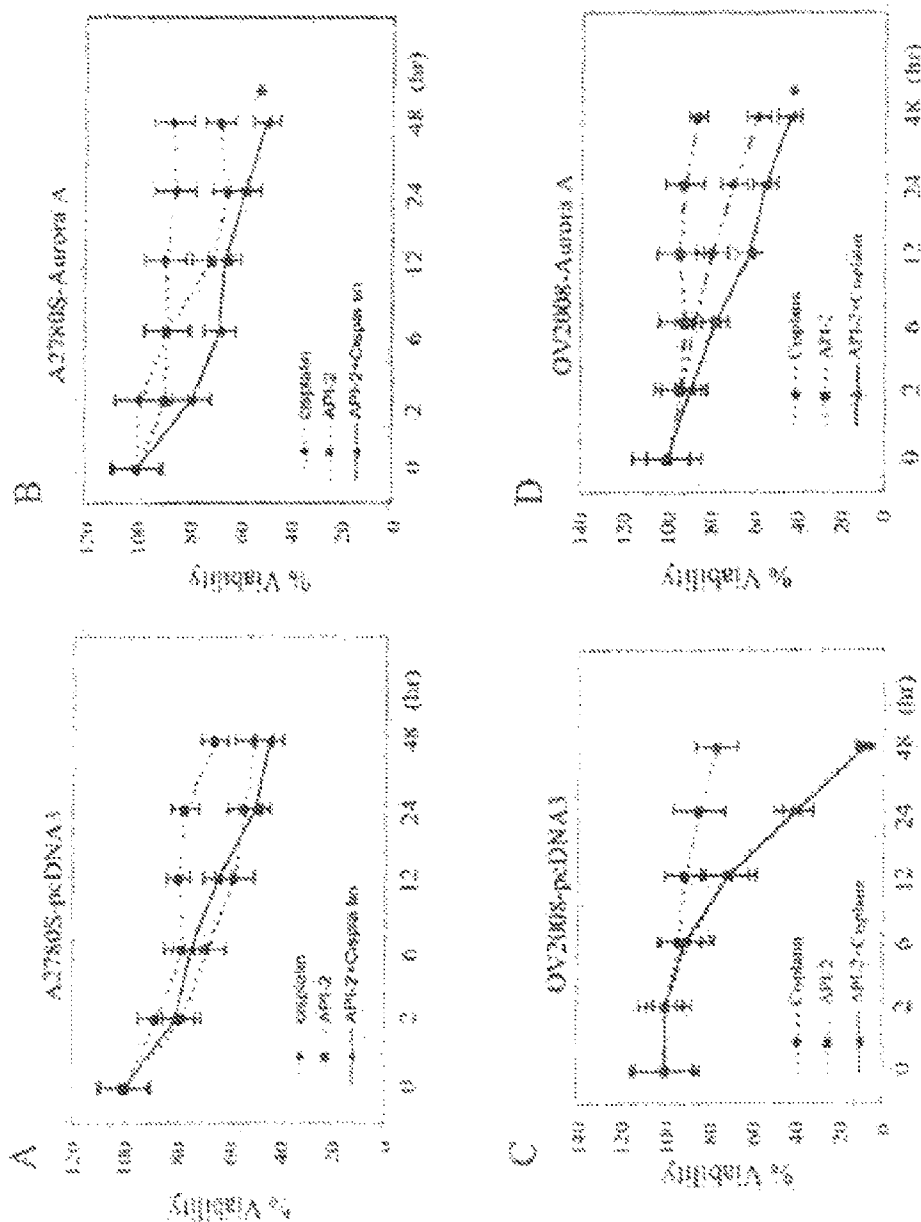 A
A2780S-pcDNA3
% Viability
120
100
80
60
40
20
0
cisplatin
API-2
API-2+Cisplatin
0 2 6 12 24 48 (hr)
B
A2780S-Aurora A
% Viability
120
100
80
60
40
20
0
Cisplatin
API-2
API-2+Cisplatin
0 2 6 12 24 48 (hr)
*
C
OV2008-pcDNA3
% Viability
140
120
100
80
60
40
20
0
Cisplatin
API-2
API-2+Cisplatin
0 2 6 12 24 48 (hr)
D
OV2008-Aurora A
% Viability
140
120
100
80
60
40
20
0
Cisplatin
API-2
API-2+Cisplatin
0 2 6 12 24 48 (hr)
*